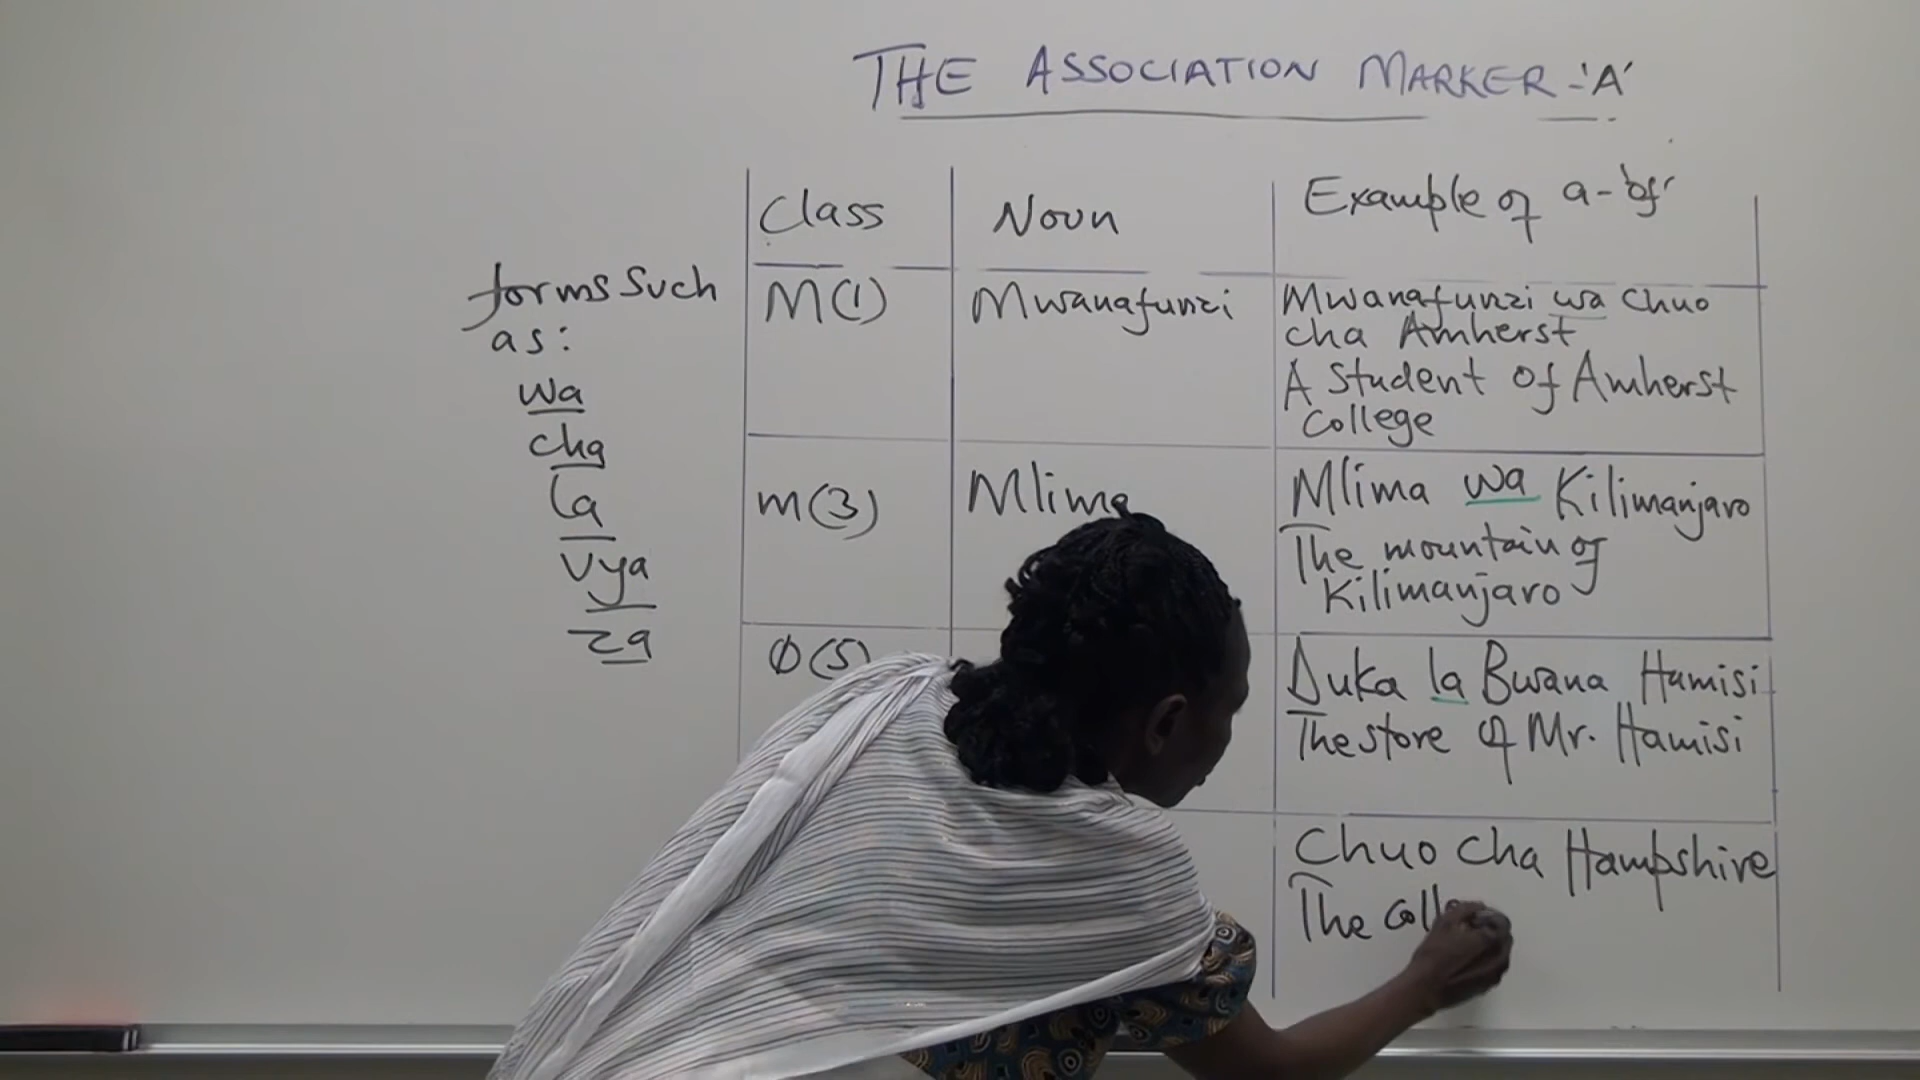 THE ASSOCIATION MARKER -'A'
Class
Noun
Example of a- 'of'
forms such
as:
wa
cha
la
vya
za
M(1)
Mwanafunzi
Mwanafunzi wa Chuo
cha Amherst
A Student of Amherst
College
m(3)
Mlima
Mlima wa Kilimanjaro
The mountain of
Kilimanjaro
Ø(5)
Duka la Bwana Hamisi
The store of Mr. Hamisi
Chuo cha Hampshire
The Coll